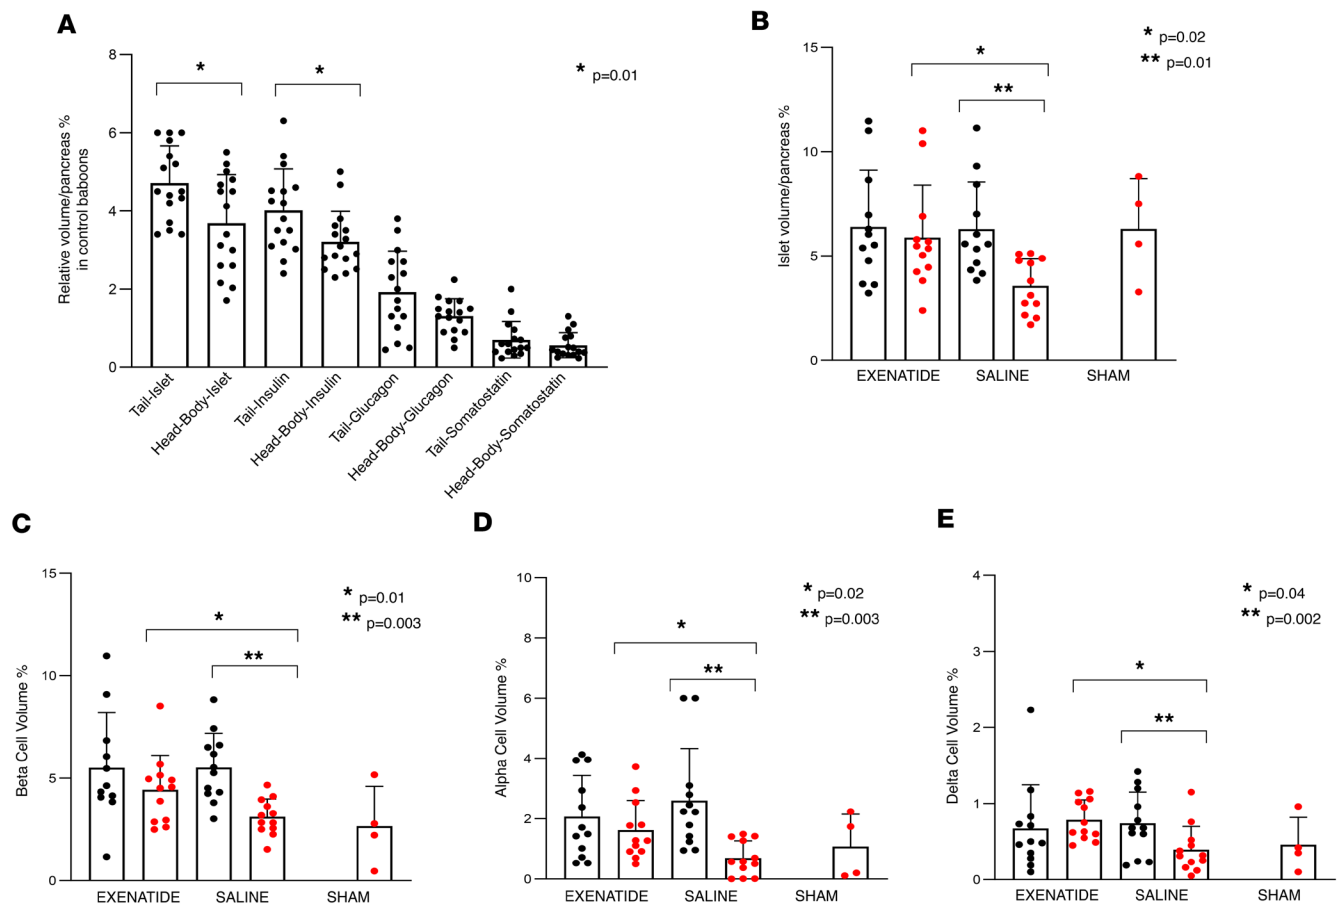 A
Relative volume/pancreas %
in control baboons
8
6
4
2
0
*
*
* p=0.01
Tail-Islet
Head-Body-Islet
Tail-Insulin
Head-Body-Insulin
Tail-Glucagon
Head-Body-Glucagon
Tail-Somatostatin
Head-Body-Somatostatin
B
Islet volume/pancreas %
15
10
5
0
*
**
* p=0.02
** p=0.01
EXENATIDE SALINE SHAM
C
Beta Cell Volume %
15
10
5
0
*
**
* p=0.01
** p=0.003
EXENATIDE SALINE SHAM
D
Alpha Cell Volume %
10
8
6
4
2
0
*
**
* p=0.02
** p=0.003
EXENATIDE SALINE SHAM
E
Delta Cell Volume %
4
3
2
1
0
*
**
* p=0.04
** p=0.002
EXENATIDE SALINE SHAM